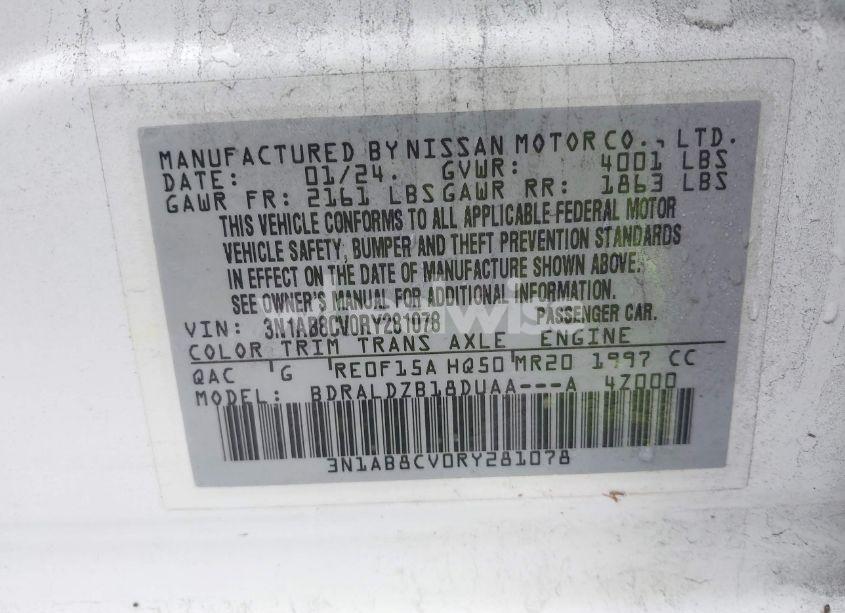 MANUFACTURED BY NISSAN MOTOR CO., LTD.
DATE: 01/24. GVWR: 4001 LBS
GAWR FR: 2161 LBS GAWR RR: 1863 LBS
THIS VEHICLE CONFORMS TO ALL APPLICABLE FEDERAL MOTOR
VEHICLE SAFETY, BUMPER AND THEFT PREVENTION STANDARDS
IN EFFECT ON THE DATE OF MANUFACTURE SHOWN ABOVE.
SEE OWNER'S MANUAL FOR ADDITIONAL INFORMATION.
VIN: 3N1AB8CV0RY281078 PASSENGER CAR.
COLOR TRIM TRANS AXLE ENGINE
QAC G RE0F15A HQ50 MR20 1997 CC
MODEL: BDRALDZB18DUAA---A 4Z000
3N1AB8CV0RY281078